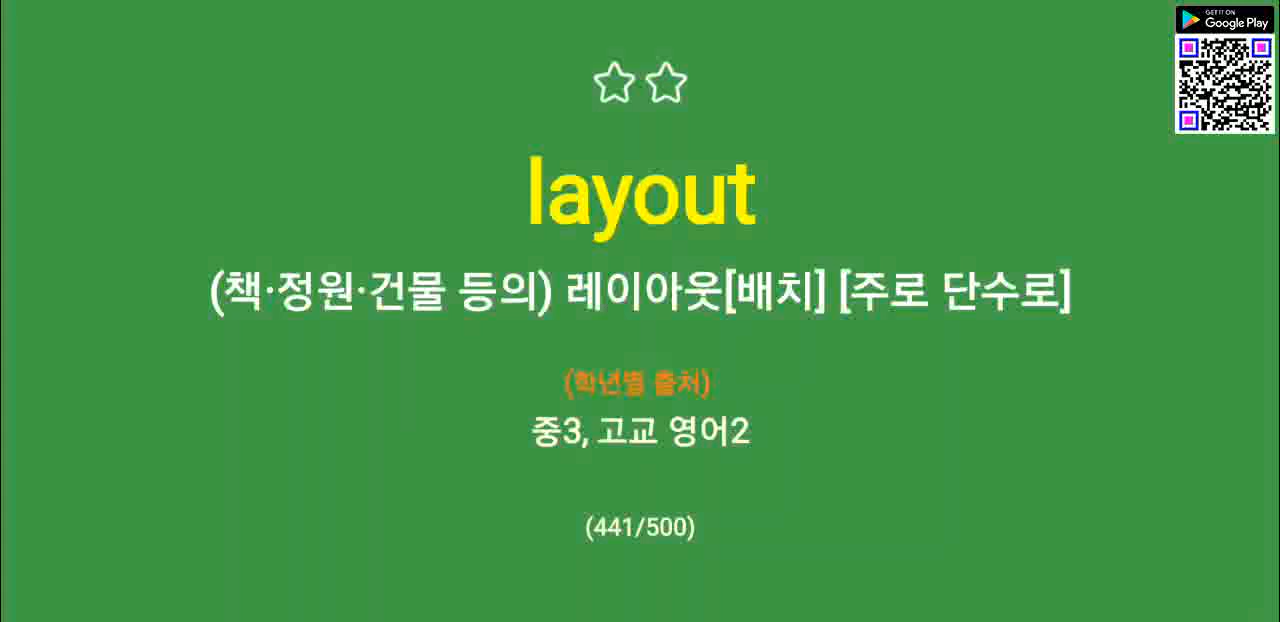 GET IT ON
Google Play
layout
(책·정원·건물 등의) 레이아웃[배치] [주로 단수로]
(학년별 출처)
중3, 고교 영어2
(441/500)